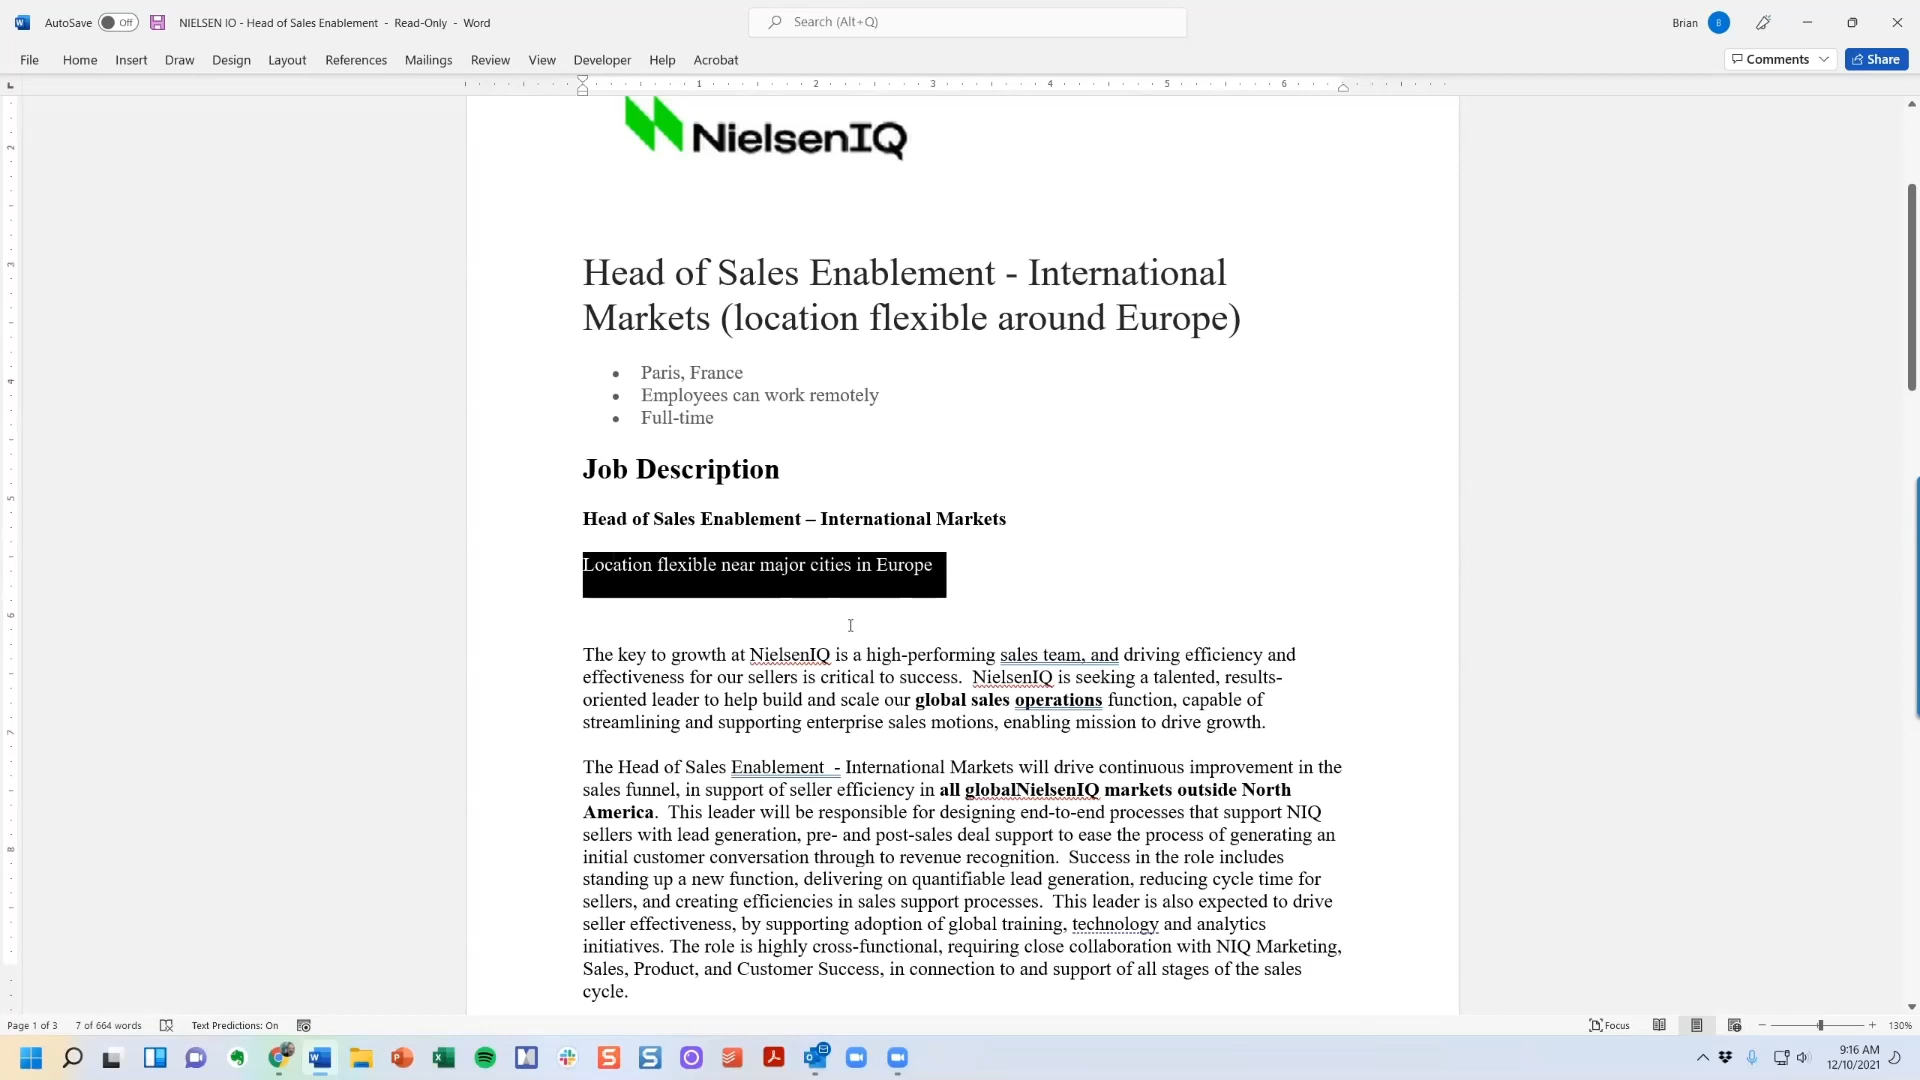 AutoSave Off NIELSEN IO - Head of Sales Enablement - Read-Only - Word Search (Alt+Q) Brian B
File Home Insert Draw Design Layout References Mailings Review View Developer Help Acrobat Comments Share
1 2 3 4 5 6
NielsenIQ
Head of Sales Enablement - International
Markets (location flexible around Europe)
• Paris, France
• Employees can work remotely
• Full-time
Job Description
Head of Sales Enablement – International Markets
Location flexible near major cities in Europe
The key to growth at NielsenIQ is a high-performing sales team, and driving efficiency and
effectiveness for our sellers is critical to success. NielsenIQ is seeking a talented, results-
oriented leader to help build and scale our global sales operations function, capable of
streamlining and supporting enterprise sales motions, enabling mission to drive growth.
The Head of Sales Enablement - International Markets will drive continuous improvement in the
sales funnel, in support of seller efficiency in all globalNielsenIQ markets outside North
America. This leader will be responsible for designing end-to-end processes that support NIQ
sellers with lead generation, pre- and post-sales deal support to ease the process of generating an
initial customer conversation through to revenue recognition. Success in the role includes
standing up a new function, delivering on quantifiable lead generation, reducing cycle time for
sellers, and creating efficiencies in sales support processes. This leader is also expected to drive
seller effectiveness, by supporting adoption of global training, technology and analytics
initiatives. The role is highly cross-functional, requiring close collaboration with NIQ Marketing,
Sales, Product, and Customer Success, in connection to and support of all stages of the sales
cycle.
2
3
4
5
6
7
8
Page 1 of 3 7 of 664 words Text Predictions: On Focus 130%
9:16 AM
12/10/2021